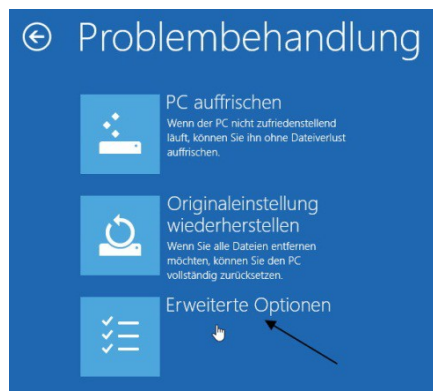 Problembehandlung
PC auffrischen
Wenn der PC nicht zufriedenstellend
läuft, können Sie ihn ohne Dateiverlust
auffrischen.
Originaleinstellung
wiederherstellen
Wenn Sie alle Dateien entfernen
möchten, können Sie den PC
vollständig zurücksetzen.
Erweiterte Optionen